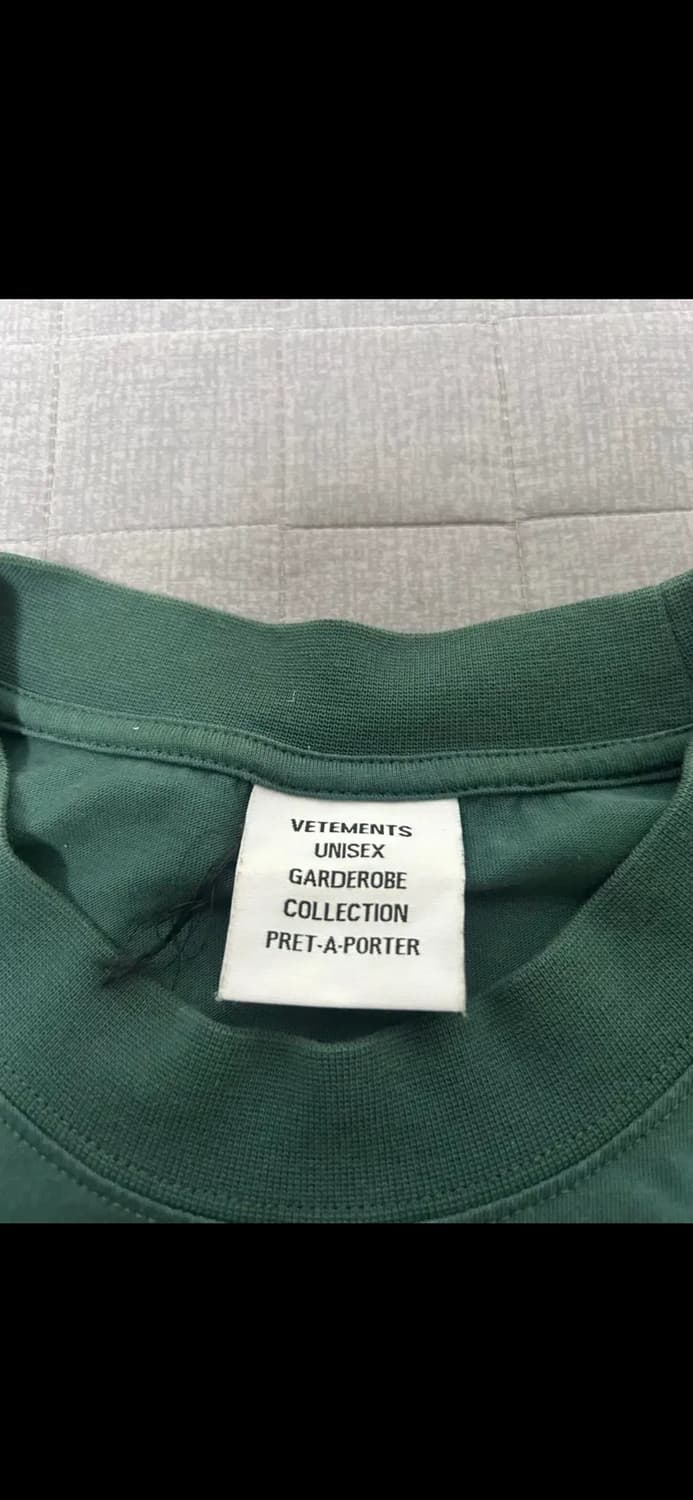 VETEMENTS
UNISEX
GARDEROBE
COLLECTION
PRET-A-PORTER